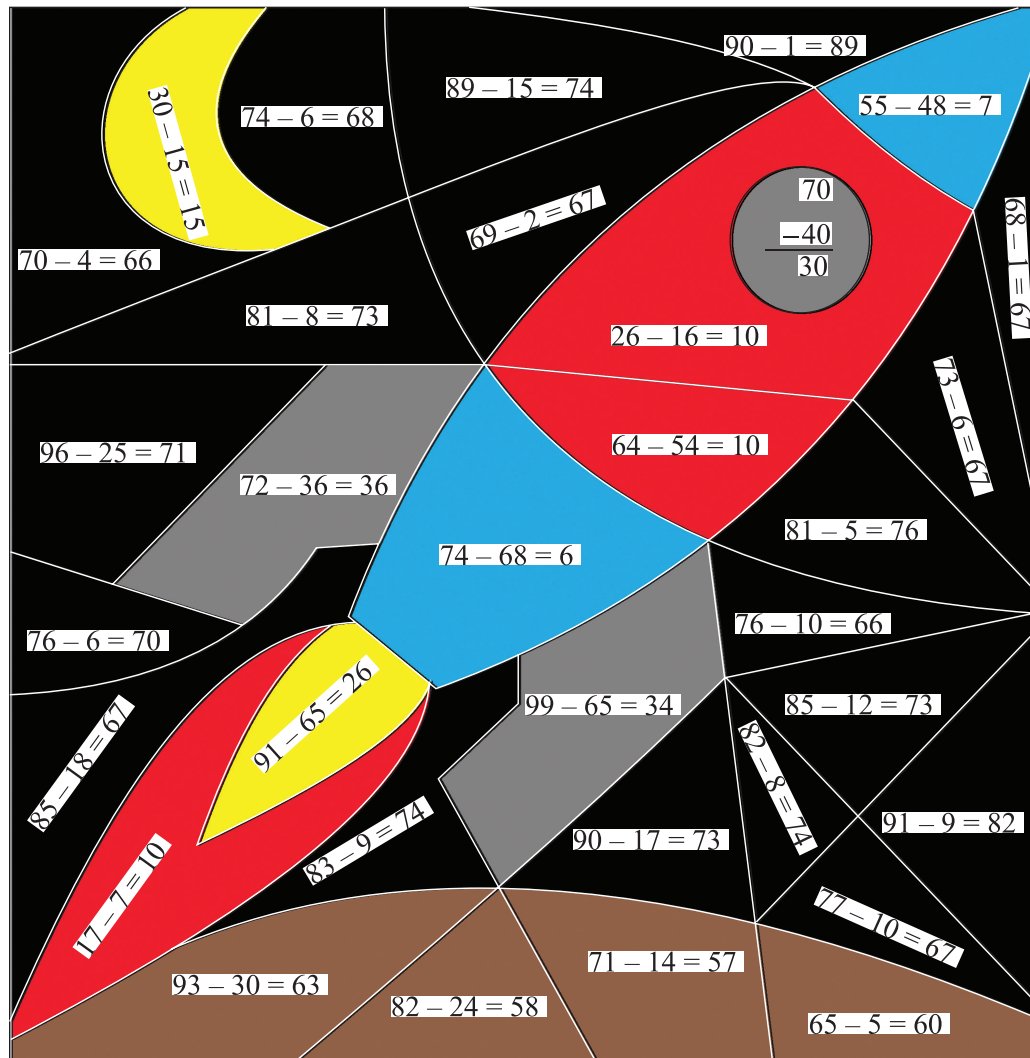 90 – 1 = 89
89 – 15 = 74
55 – 48 = 7
30 – 15 = 15
74 – 6 = 68
70
–40
30
69 – 2 = 67
68 – 1 = 67
70 – 4 = 66
81 – 8 = 73
26 – 16 = 10
73 – 6 = 67
96 – 25 = 71
64 – 54 = 10
72 – 36 = 36
81 – 5 = 76
74 – 68 = 6
76 – 6 = 70
76 – 10 = 66
91 – 65 = 26
99 – 65 = 34
85 – 12 = 73
85 – 18 = 67
82 – 8 = 74
83 – 9 = 74
90 – 17 = 73
91 – 9 = 82
17 – 7 = 10
77 – 10 = 67
93 – 30 = 63
71 – 14 = 57
82 – 24 = 58
65 – 5 = 60